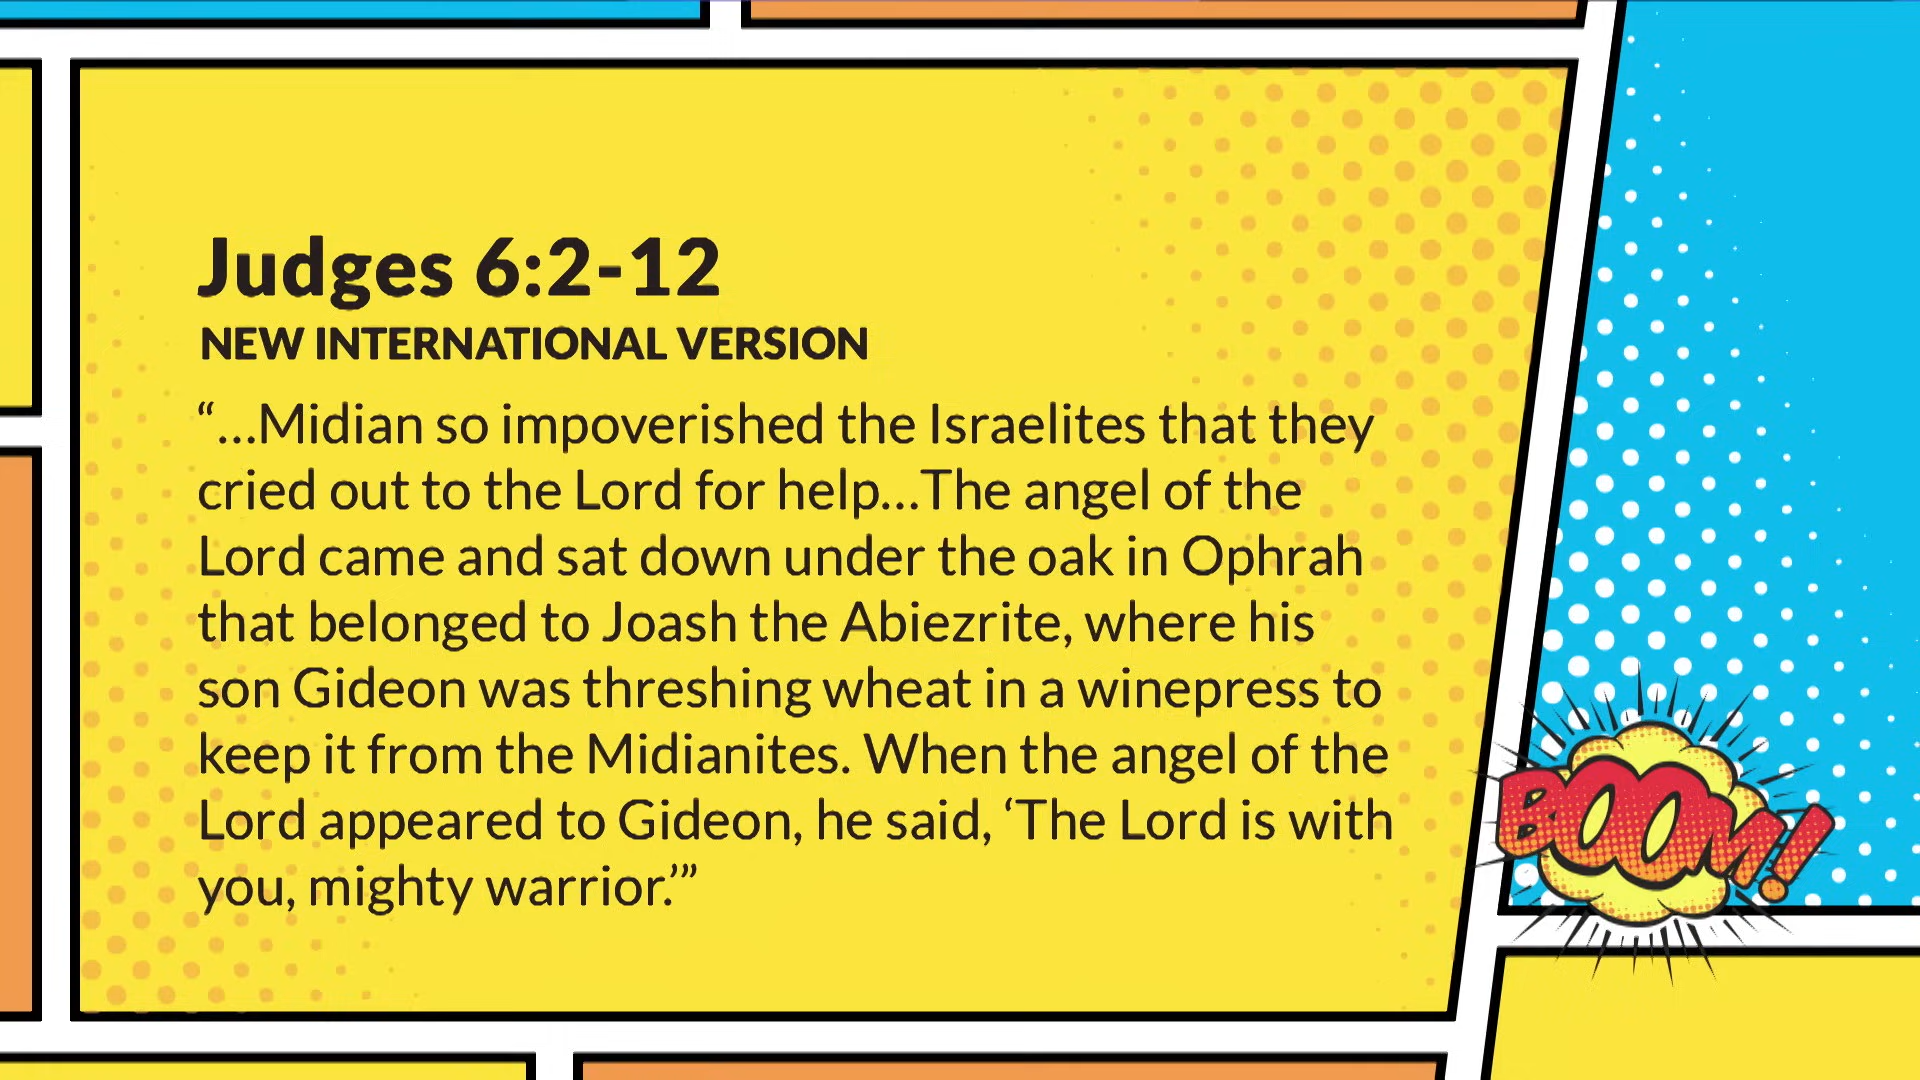 Judges 6:2-12
NEW INTERNATIONAL VERSION
“…Midian so impoverished the Israelites that they
cried out to the Lord for help…The angel of the
Lord came and sat down under the oak in Ophrah
that belonged to Joash the Abiezrite, where his
son Gideon was threshing wheat in a winepress to
keep it from the Midianites. When the angel of the
Lord appeared to Gideon, he said, ‘The Lord is with
you, mighty warrior.’”
BOOM!